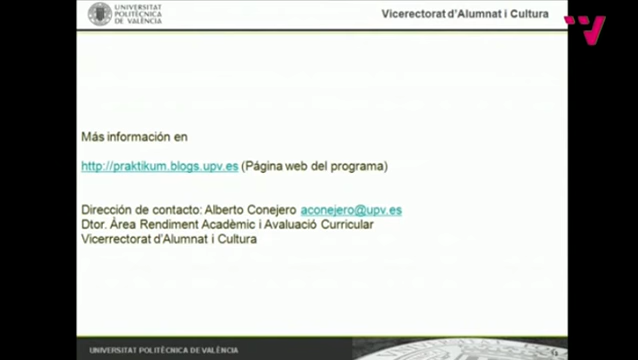 UNIVERSITAT
POLITÈCNICA
DE VALÈNCIA
Vicerectorat d'Alumnat i Cultura
Más información en
http://praktikum.blogs.upv.es (Página web del programa)
Dirección de contacto: Alberto Conejero aconejero@upv.es
Dtor. Área Rendiment Acadèmic i Avaluació Curricular
Vicerrectorat d'Alumnat i Cultura
UNIVERSITAT POLITÈCNICA DE VALÈNCIA